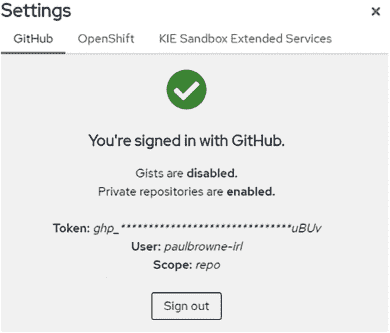 Settings ×
GitHub OpenShift KIE Sandbox Extended Services
You're signed in with GitHub.
Gists are disabled.
Private repositories are enabled.
Token: ghp_********************************uBUv
User: paulbrowne-irl
Scope: repo
Sign out